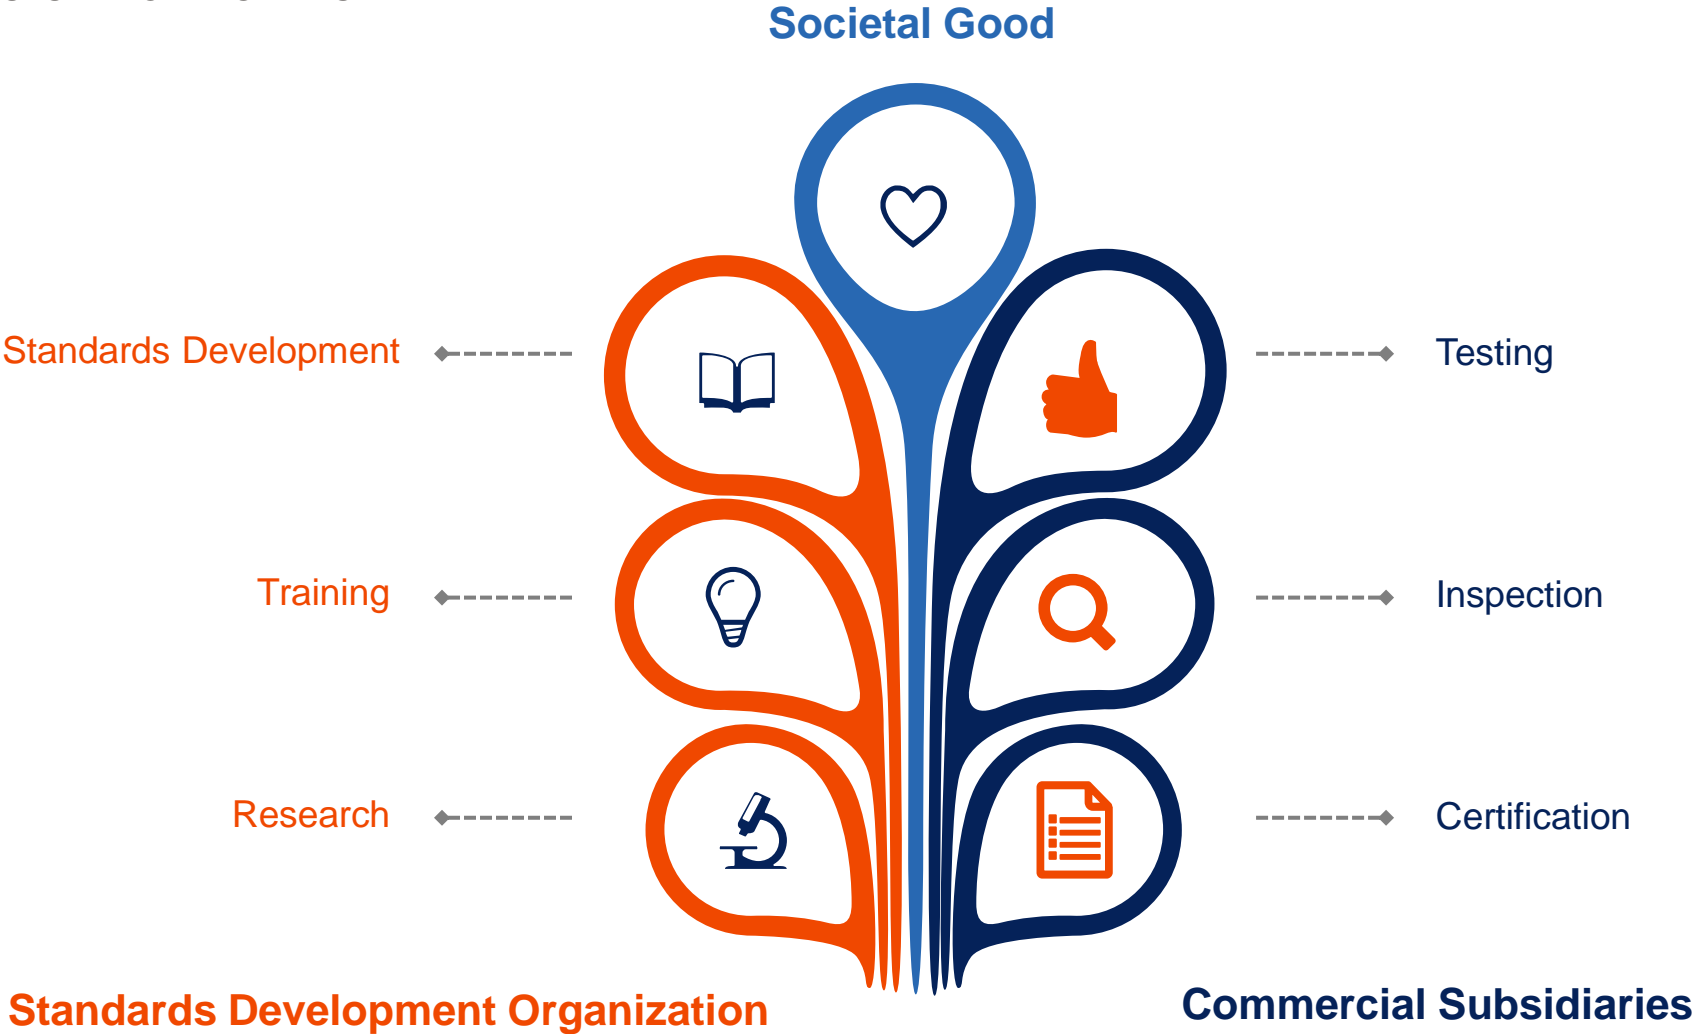 Societal Good
Standards Development
Testing
Training
Inspection
Research
Certification
Standards Development Organization
Commercial Subsidiaries